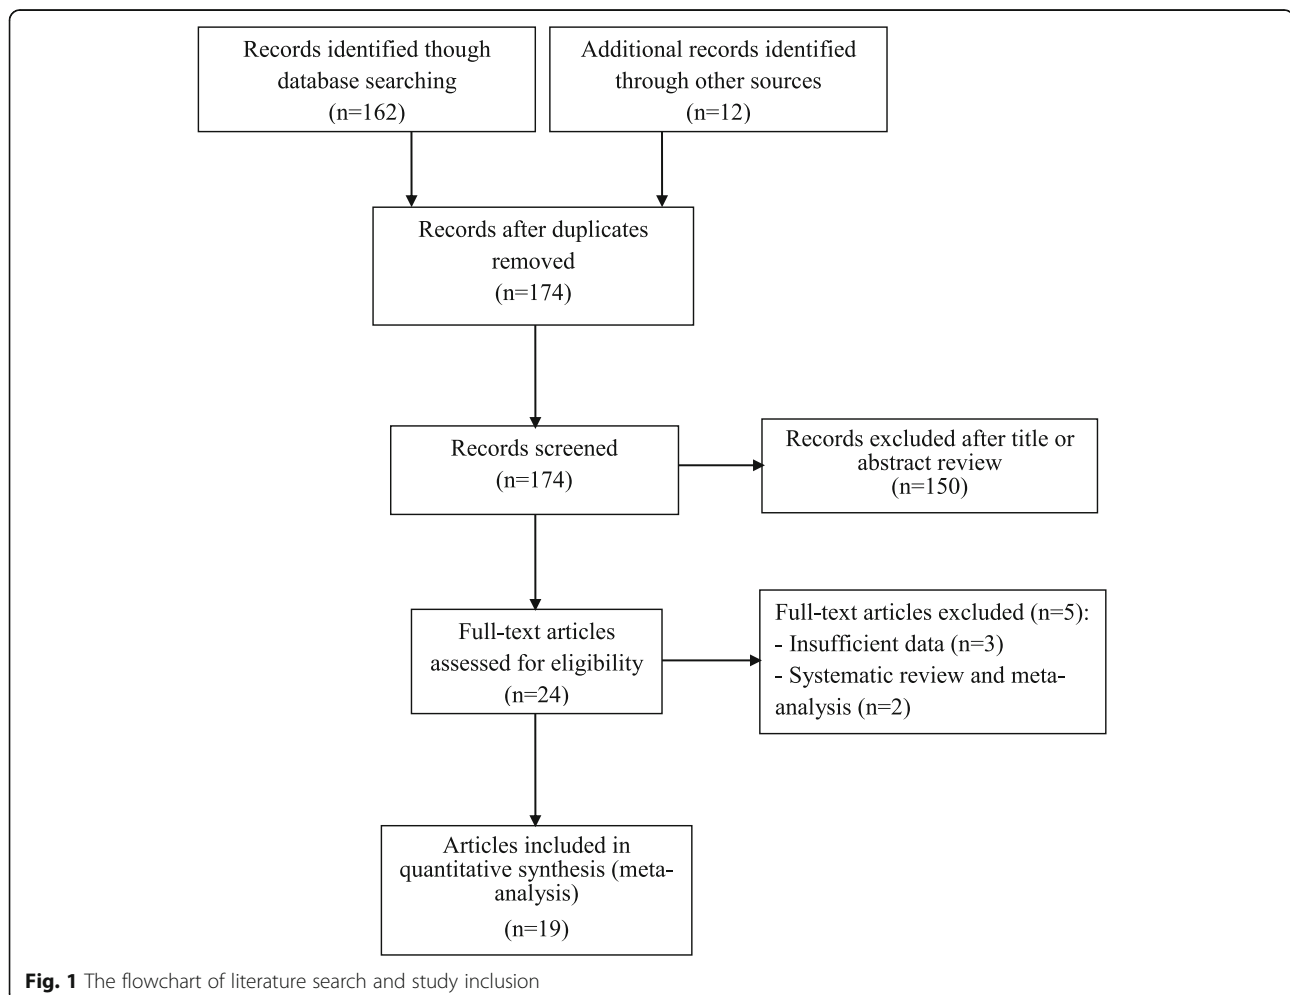 Records identified though
database searching
(n=162)
Additional records identified
through other sources
(n=12)
Records after duplicates
removed
(n=174)
Records screened
(n=174)
Records excluded after title or
abstract review
(n=150)
Full-text articles
assessed for eligibility
(n=24)
Full-text articles excluded (n=5):
- Insufficient data (n=3)
- Systematic review and meta-
analysis (n=2)
Articles included in
quantitative synthesis (meta-
analysis)
(n=19)
Fig. 1 The flowchart of literature search and study inclusion